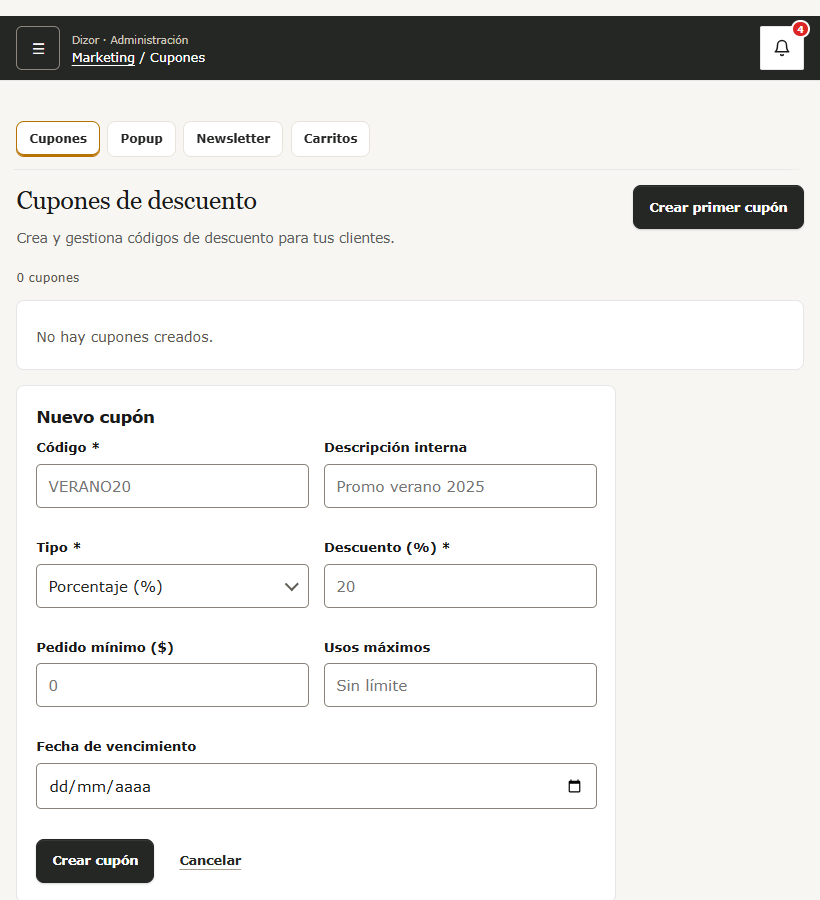 ☰
Dizor · Administración
Marketing / Cupones
4
Cupones
Popup
Newsletter
Carritos
Cupones de descuento
Crear primer cupón
Crea y gestiona códigos de descuento para tus clientes.
0 cupones
No hay cupones creados.
Nuevo cupón
Código *
Descripción interna
VERANO20
Promo verano 2025
Tipo *
Descuento (%) *
Porcentaje (%)
20
Pedido mínimo ($)
Usos máximos
0
Sin límite
Fecha de vencimiento
dd/mm/aaaa
Crear cupón
Cancelar